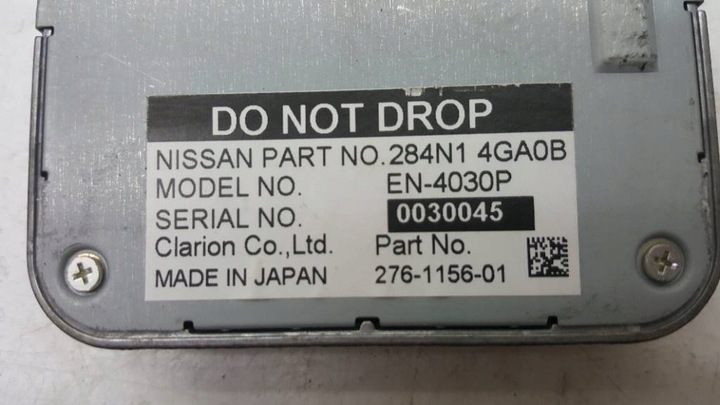 DO NOT DROP
NISSAN PART NO. 284N1 4GA0B
MODEL NO. EN-4030P
SERIAL NO. 0030045
Clarion Co.,Ltd. Part No.
MADE IN JAPAN 276-1156-01